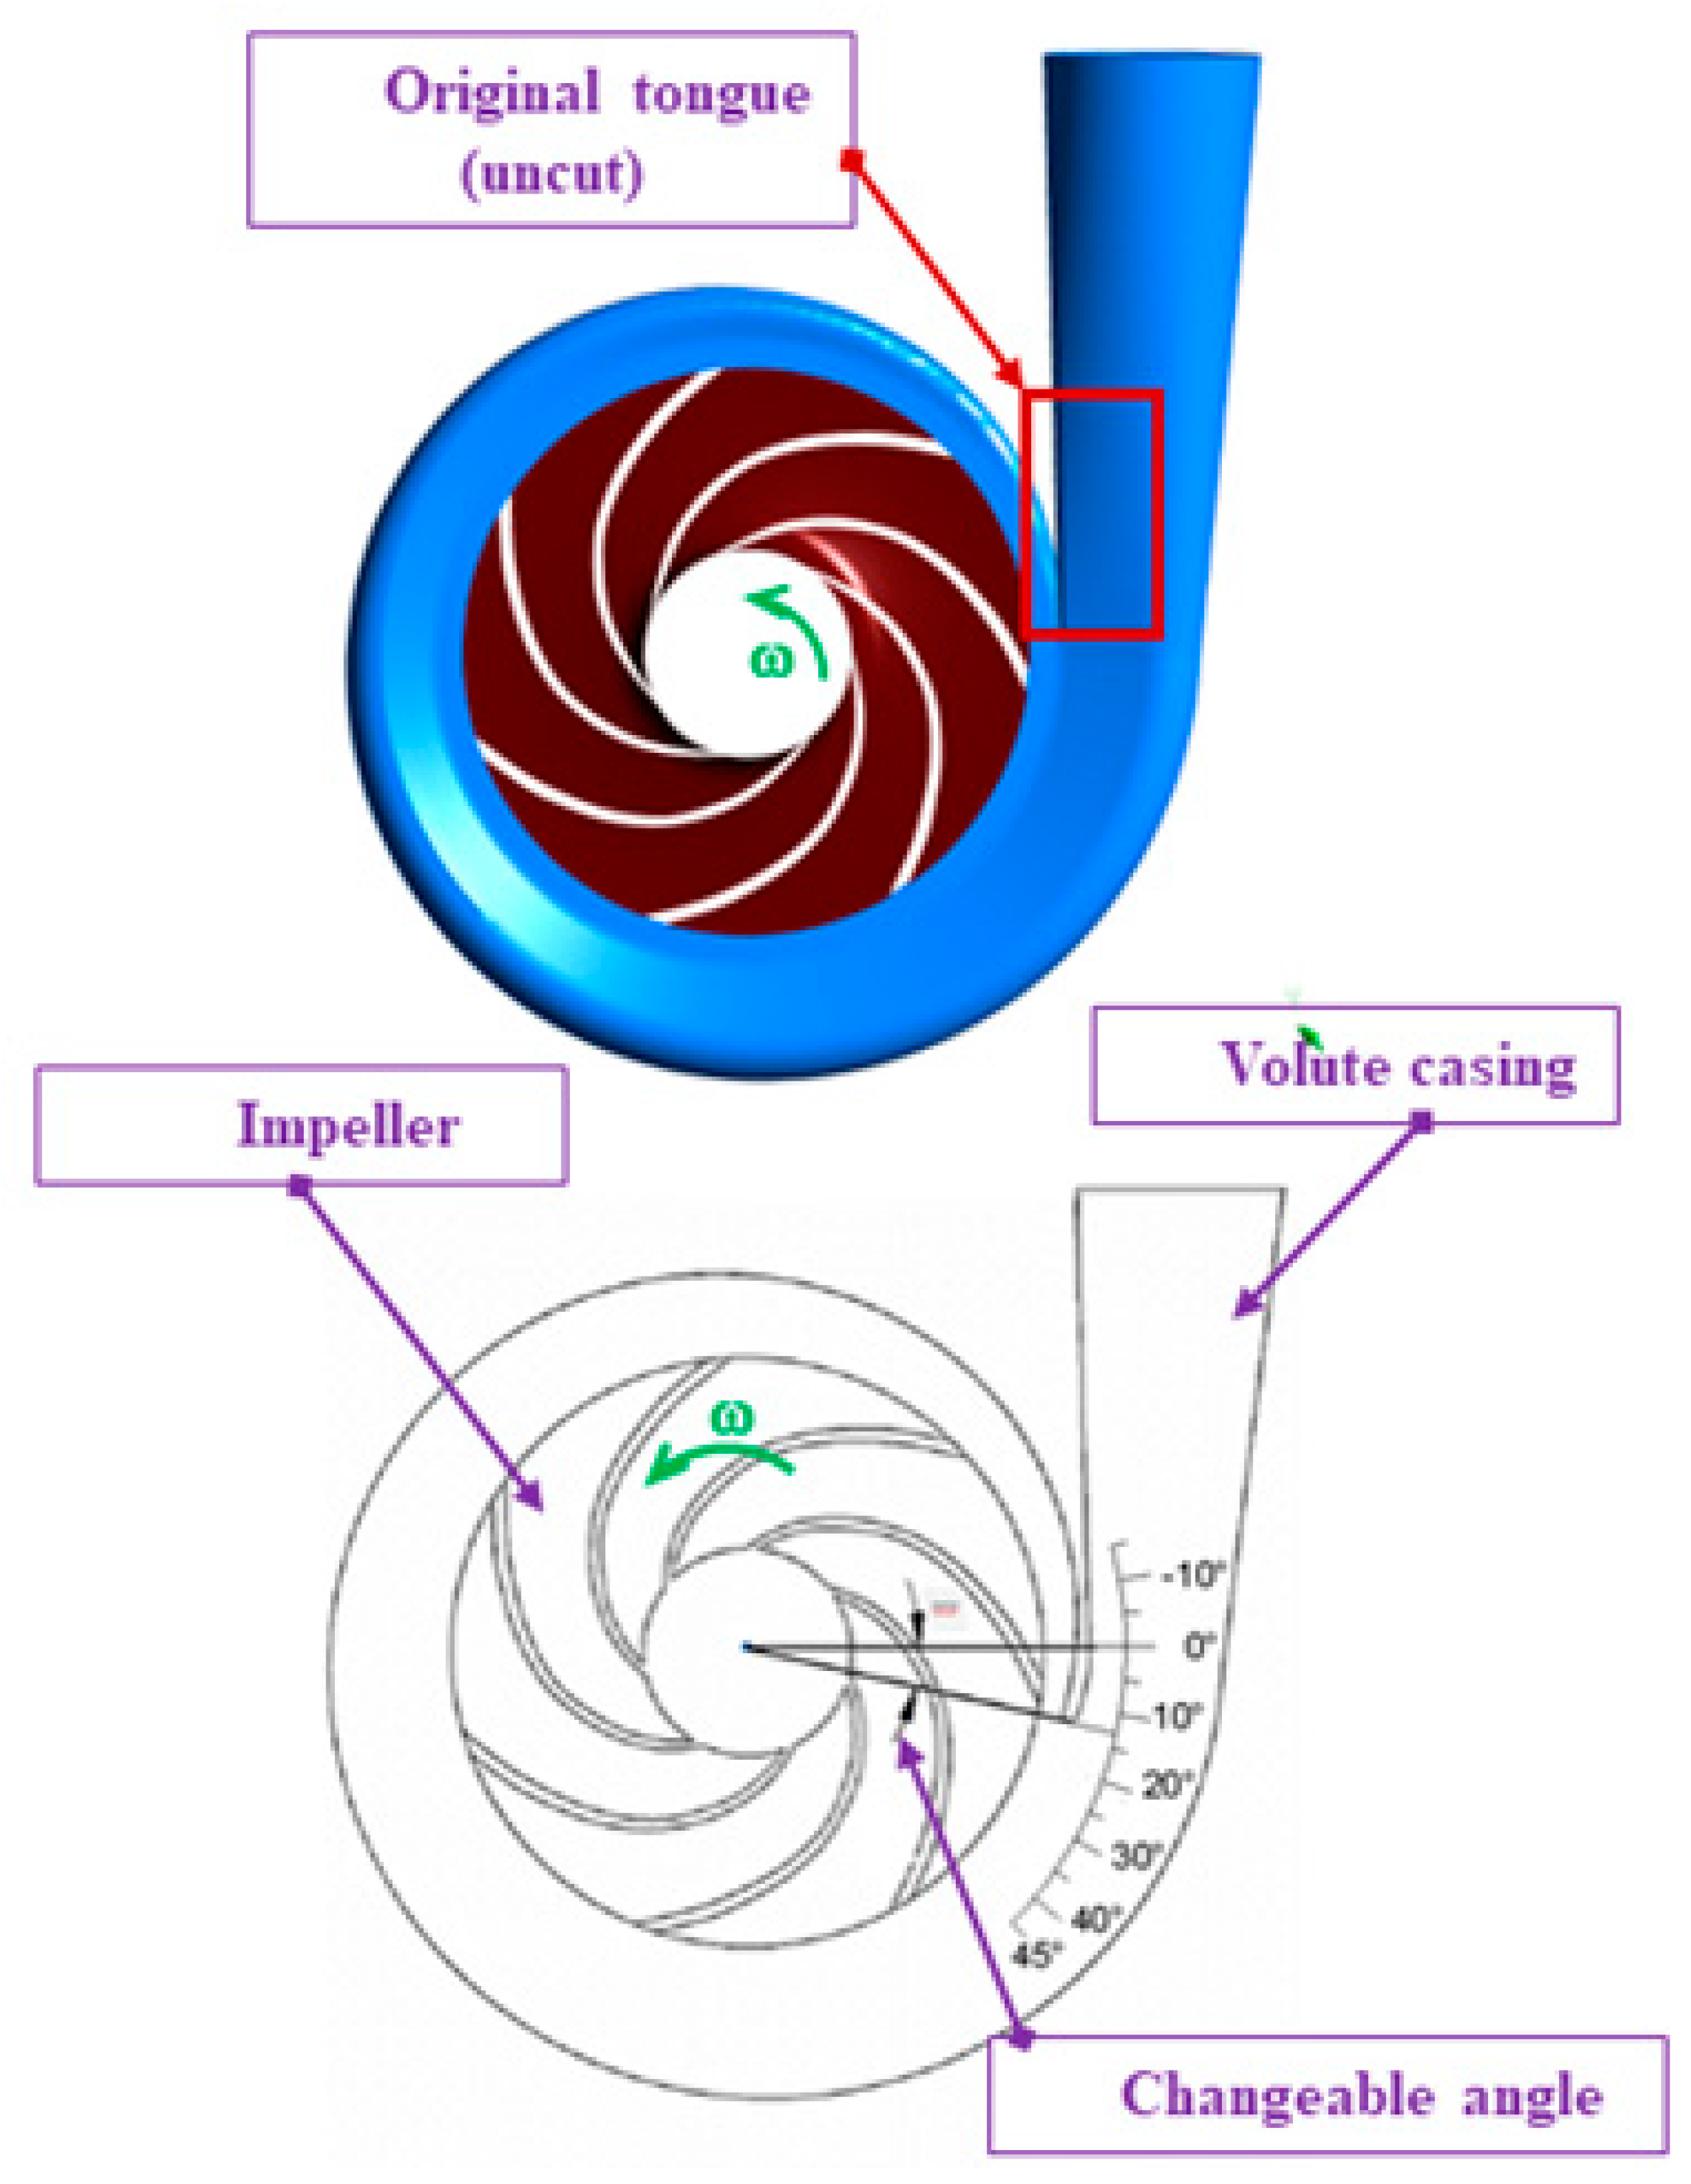 Original tongue
(uncut)
ω
Volute casing
Impeller
ω
-10°
0°
10°
20°
30°
40°
45°
Changeable angle